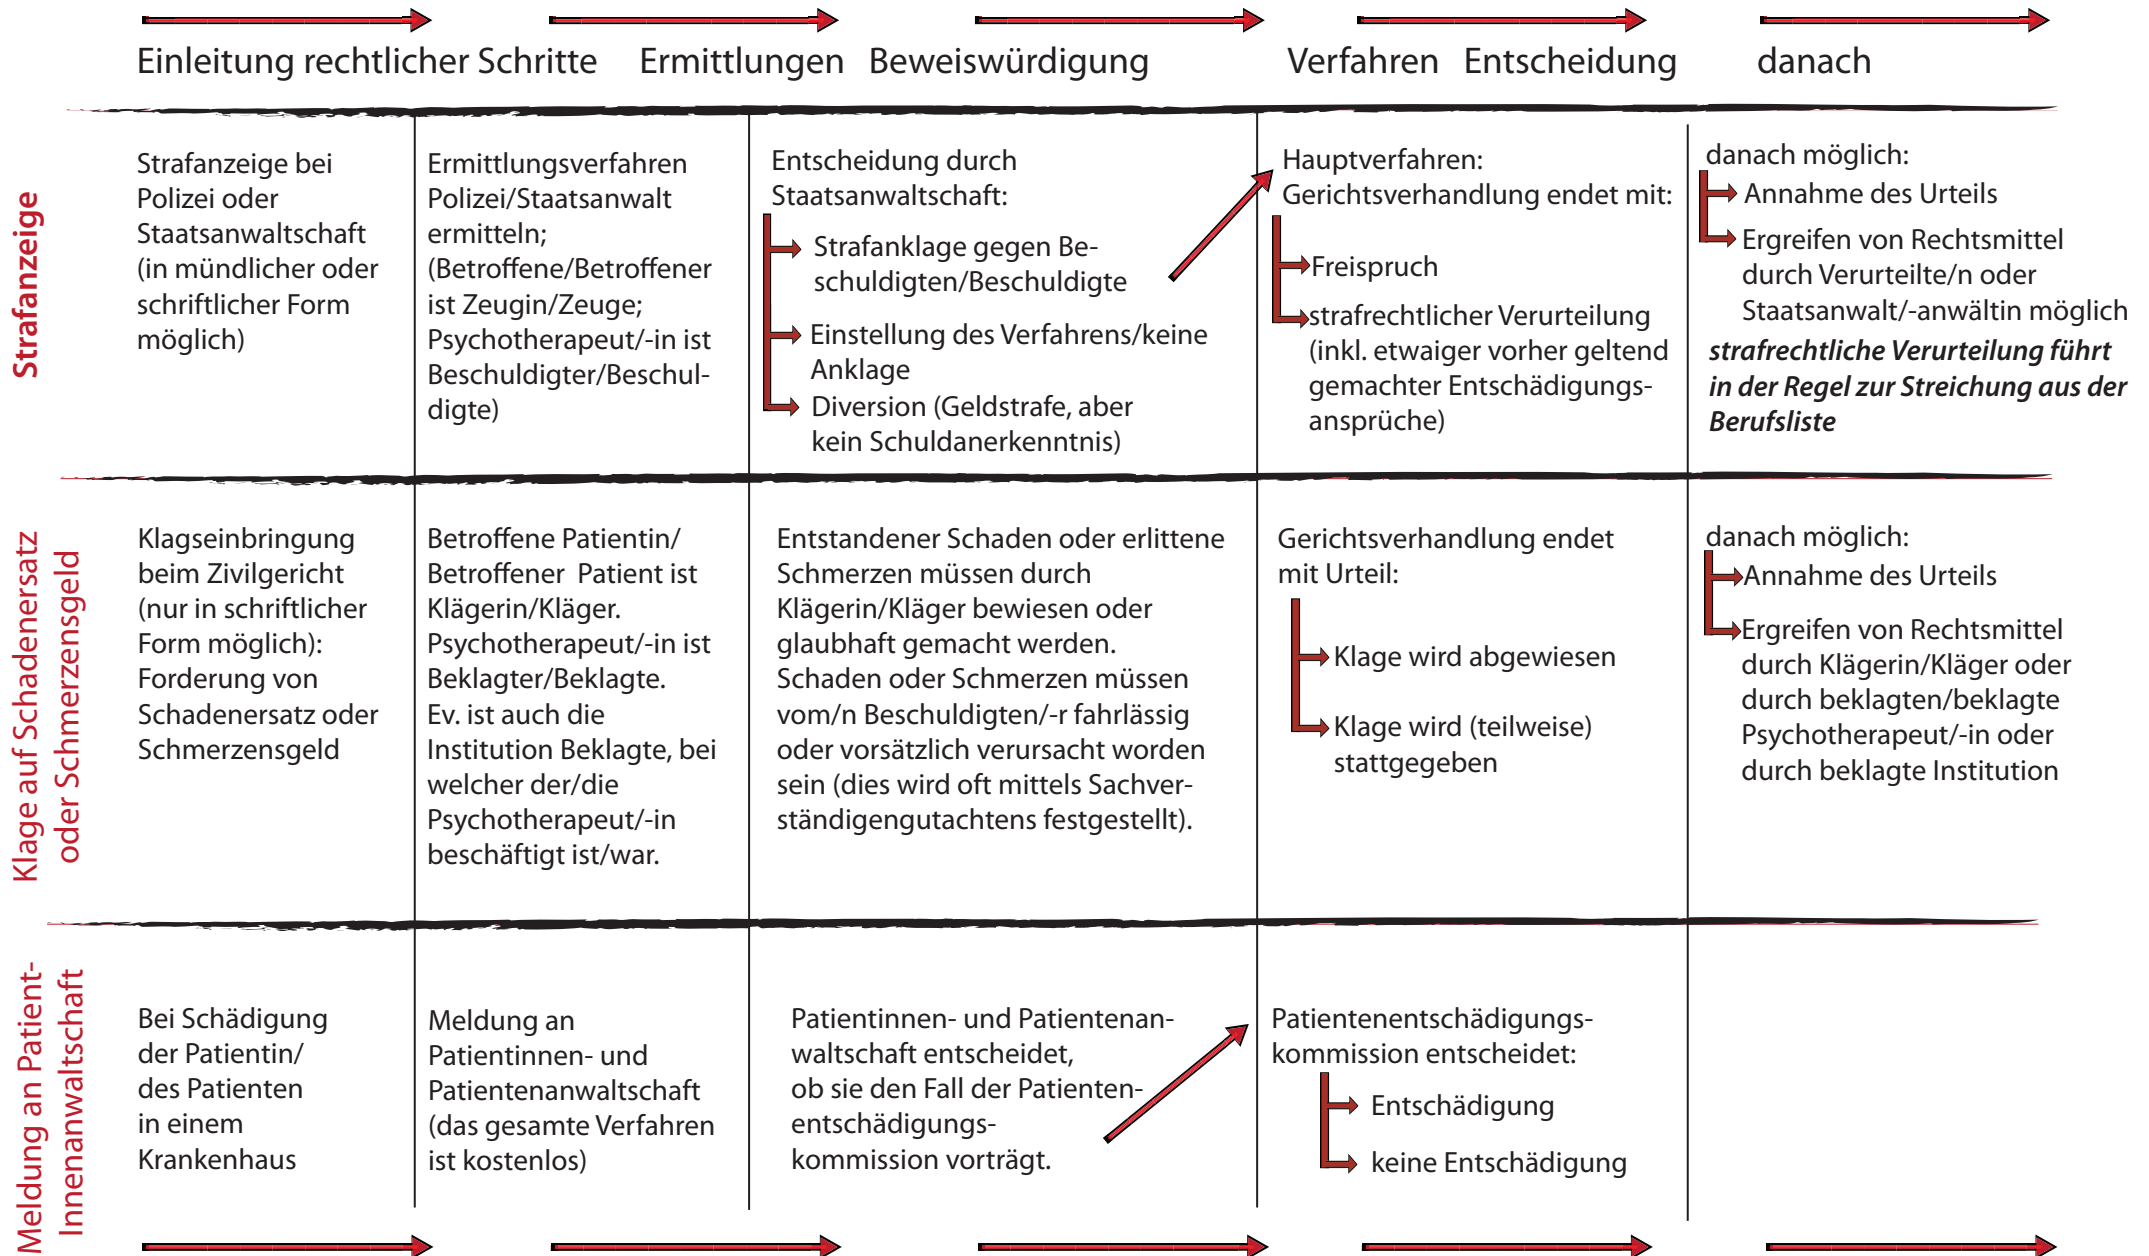 Einleitung rechtlicher Schritte Ermittlungen Beweiswürdigung Verfahren Entscheidung danach
Strafanzeige
Strafanzeige bei
Polizei oder
Staatsanwaltschaft
(in mündlicher oder
schriftlicher Form
möglich)
Ermittlungsverfahren
Polizei/Staatsanwalt
ermitteln;
(Betroffene/Betroffener
ist Zeugin/Zeuge;
Psychotherapeut/-in ist
Beschuldigter/Beschul-
digte)
Entscheidung durch
Staatsanwaltschaft:
Strafanklage gegen Be-
schuldigten/Beschuldigte
Einstellung des Verfahrens/keine
Anklage
Diversion (Geldstrafe, aber
kein Schuldanerkenntnis)
Hauptverfahren:
Gerichtsverhandlung endet mit:
Freispruch
strafrechtlicher Verurteilung
(inkl. etwaiger vorher geltend
gemachter Entschädigungs-
ansprüche)
danach möglich:
Annahme des Urteils
Ergreifen von Rechtsmittel
durch Verurteilte/n oder
Staatsanwalt/-anwältin möglich
strafrechtliche Verurteilung führt
in der Regel zur Streichung aus der
Berufsliste
Klage auf Schadenersatz
oder Schmerzensgeld
Klagseinbringung
beim Zivilgericht
(nur in schriftlicher
Form möglich):
Forderung von
Schadenersatz oder
Schmerzensgeld
Betroffene Patientin/
Betroffener Patient ist
Klägerin/Kläger.
Psychotherapeut/-in ist
Beklagter/Beklagte.
Ev. ist auch die
Institution Beklagte, bei
welcher der/die
Psychotherapeut/-in
beschäftigt ist/war.
Entstandener Schaden oder erlittene
Schmerzen müssen durch
Klägerin/Kläger bewiesen oder
glaubhaft gemacht werden.
Schaden oder Schmerzen müssen
vom/n Beschuldigten/-r fahrlässig
oder vorsätzlich verursacht worden
sein (dies wird oft mittels Sachver-
ständigengutachtens festgestellt).
Gerichtsverhandlung endet
mit Urteil:
Klage wird abgewiesen
Klage wird (teilweise)
stattgegeben
danach möglich:
Annahme des Urteils
Ergreifen von Rechtsmittel
durch Klägerin/Kläger oder
durch beklagten/beklagte
Psychotherapeut/-in oder
durch beklagte Institution
Meldung an Patient-
Innenanwaltschaft
Bei Schädigung
der Patientin/
des Patienten
in einem
Krankenhaus
Meldung an
Patientinnen- und
Patientenanwaltschaft
(das gesamte Verfahren
ist kostenlos)
Patientinnen- und Patientenan-
waltschaft entscheidet,
ob sie den Fall der Patienten-
entschädigungs-
kommission vorträgt.
Patientenentschädigungs-
kommission entscheidet:
Entschädigung
keine Entschädigung